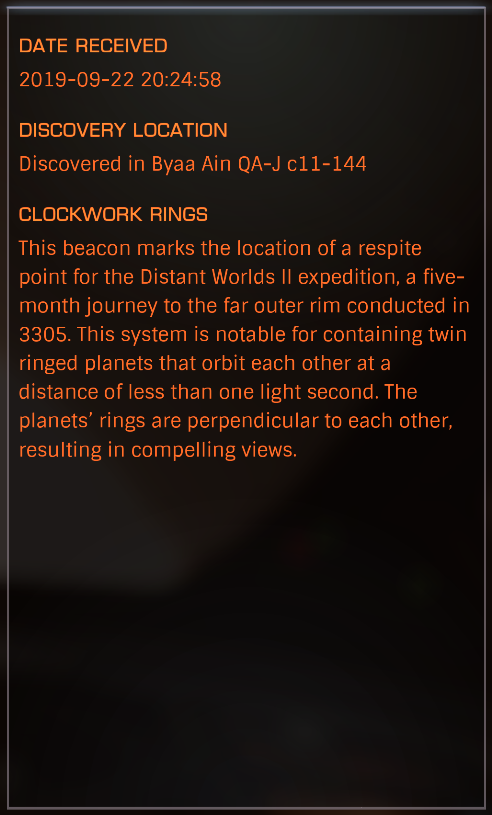 DATE RECEIVED
2019-09-22 20:24:58
DISCOVERY LOCATION
Discovered in Byaa Ain QA-J c11-144
CLOCKWORK RINGS
This beacon marks the location of a respite
point for the Distant Worlds II expedition, a five-
month journey to the far outer rim conducted in
3305. This system is notable for containing twin
ringed planets that orbit each other at a
distance of less than one light second. The
planets’ rings are perpendicular to each other,
resulting in compelling views.